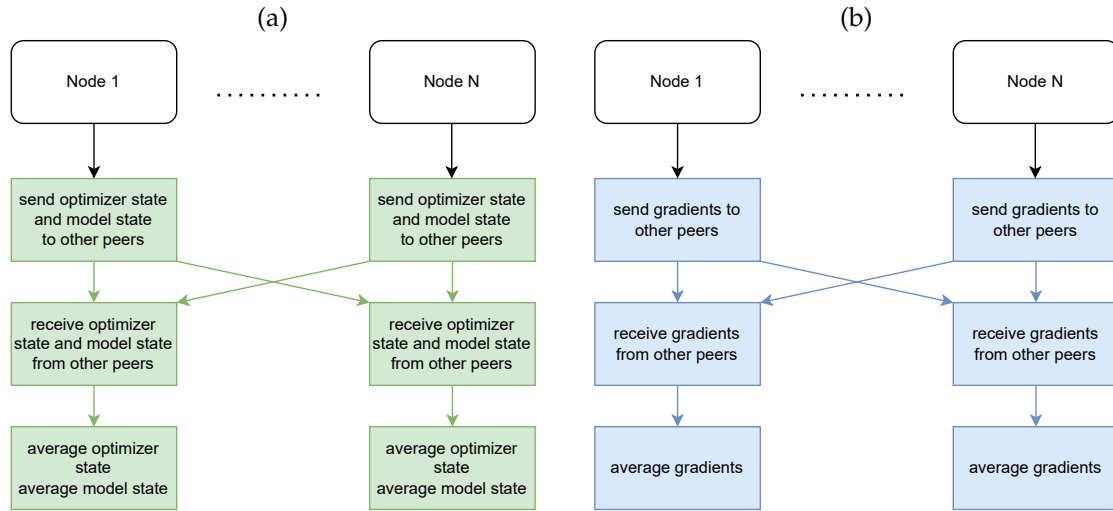 (a)
Node 1
..........
Node N
send optimizer state
and model state
to other peers
send optimizer state
and model state
to other peers
receive optimizer
state and model state
from other peers
receive optimizer
state and model state
from other peers
average optimizer
state
average model state
average optimizer
state
average model state
(b)
Node 1
..........
Node N
send gradients to
other peers
send gradients to
other peers
receive gradients
from other peers
receive gradients
from other peers
average gradients
average gradients